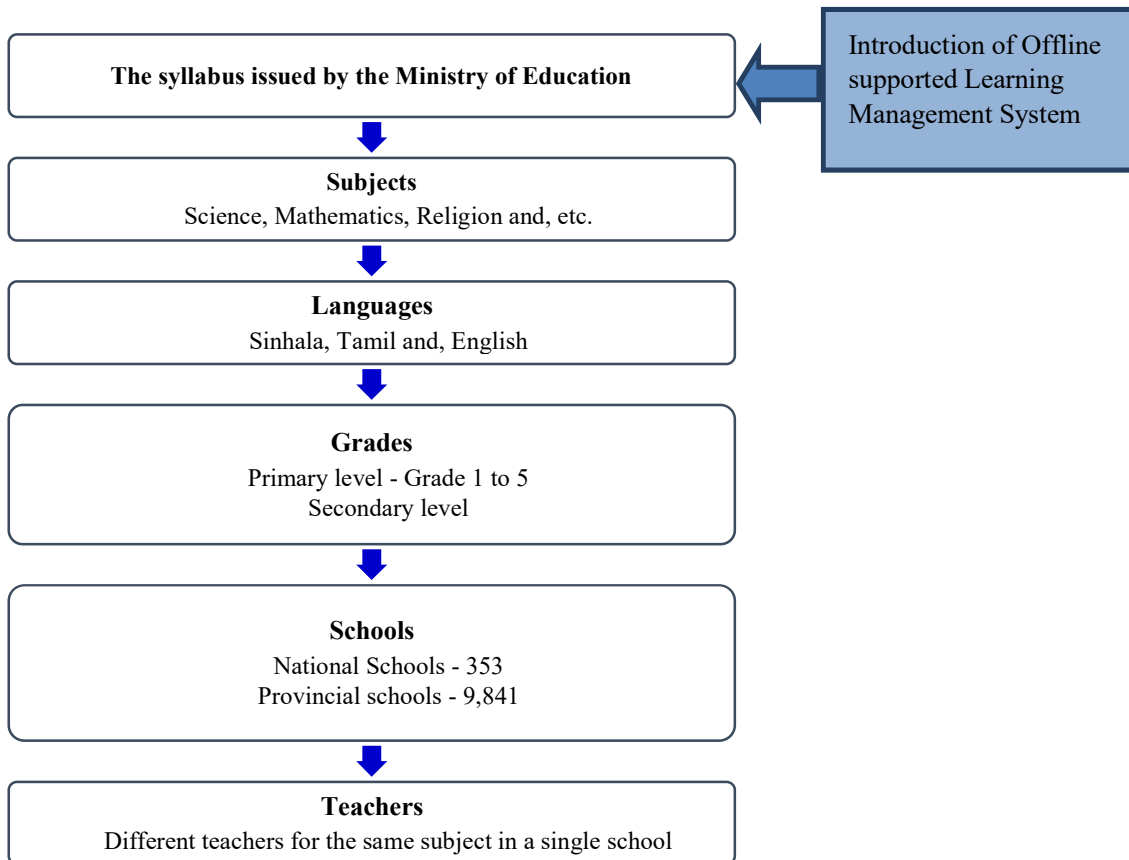 The syllabus issued by the Ministry of Education
Introduction of Offline
supported Learning
Management System
Subjects
Science, Mathematics, Religion and, etc.
Languages
Sinhala, Tamil and, English
Grades
Primary level - Grade 1 to 5
Secondary level
Schools
National Schools - 353
Provincial schools - 9,841
Teachers
Different teachers for the same subject in a single school